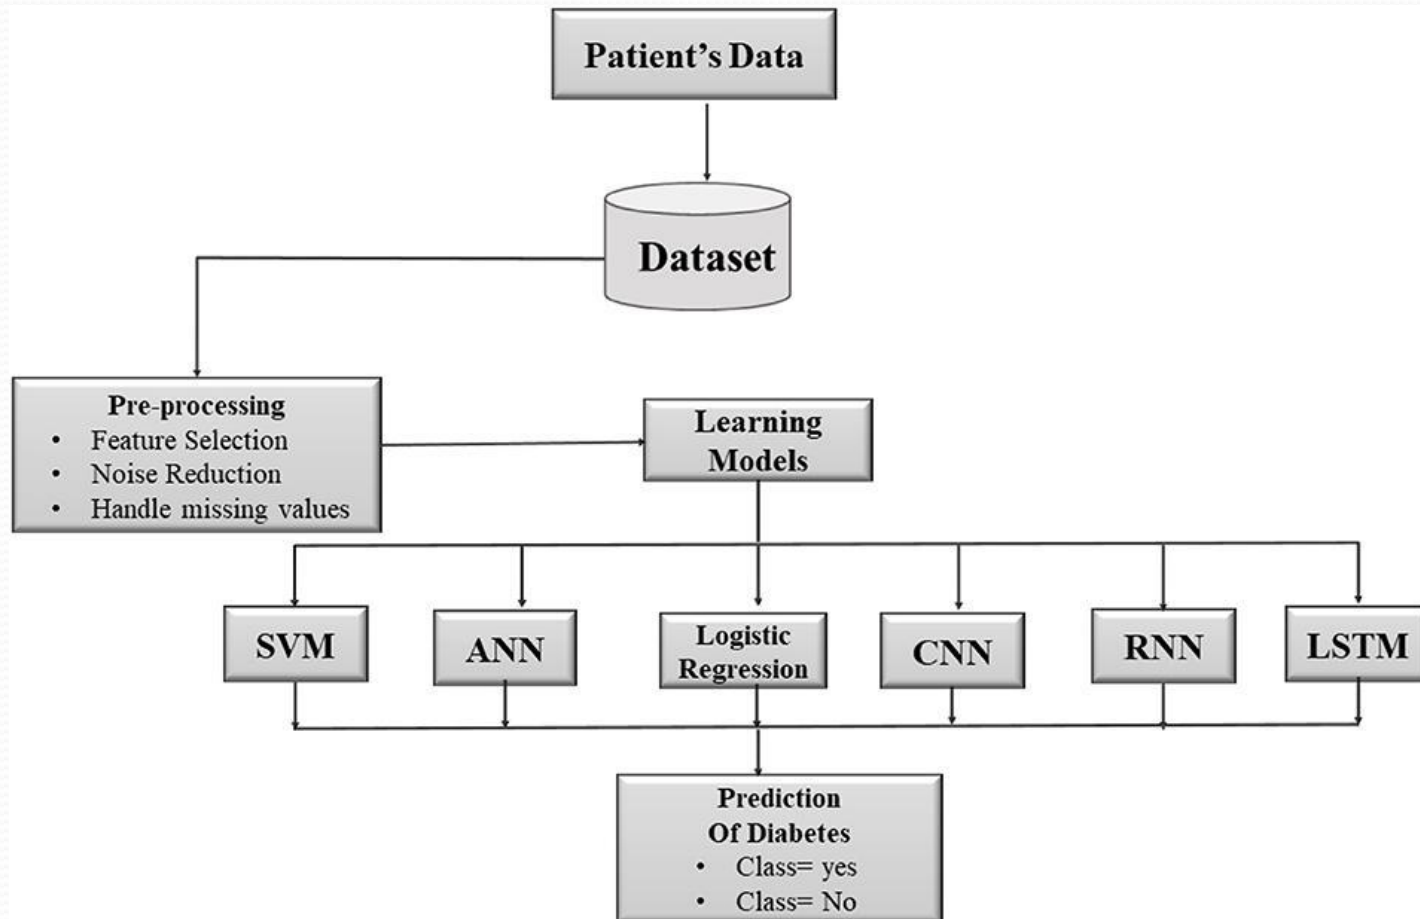 Patient’s Data
Dataset
Pre-processing
• Feature Selection
• Noise Reduction
• Handle missing values
Learning
Models
SVM
ANN
Logistic
Regression
CNN
RNN
LSTM
Prediction
Of Diabetes
• Class= yes
• Class= No